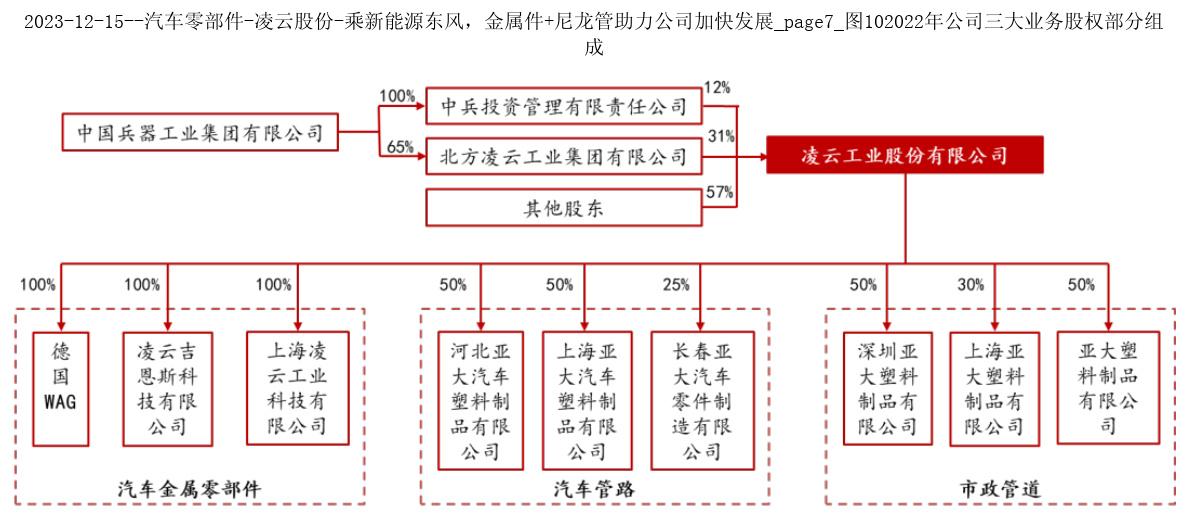 2023-12-15--汽车零部件-凌云股份-乘新能源东风，金属件+尼龙管助力公司加快发展_page7_图102022年公司三大业务股权部分组
成
中国兵器工业集团有限公司
100%
65%
中兵投资管理有限责任公司
北方凌云工业集团有限公司
其他股东
12%
31%
57%
凌云工业股份有限公司
100%
100%
100%
50%
50%
25%
50%
30%
50%
德
国
WAG
凌云吉
恩斯科
技有限
公司
上海凌
云工业
科技有
限公司
汽车金属零部件
河北亚
大汽车
塑料制
品有限
公司
上海亚
大汽车
塑料制
品有限
公司
长春亚
大汽车
零件制
造有限
公司
汽车管路
深圳亚
大塑料
制品有
限公司
上海亚
大塑料
制品有
限公司
亚大塑
料制品
有限公
司
市政管道